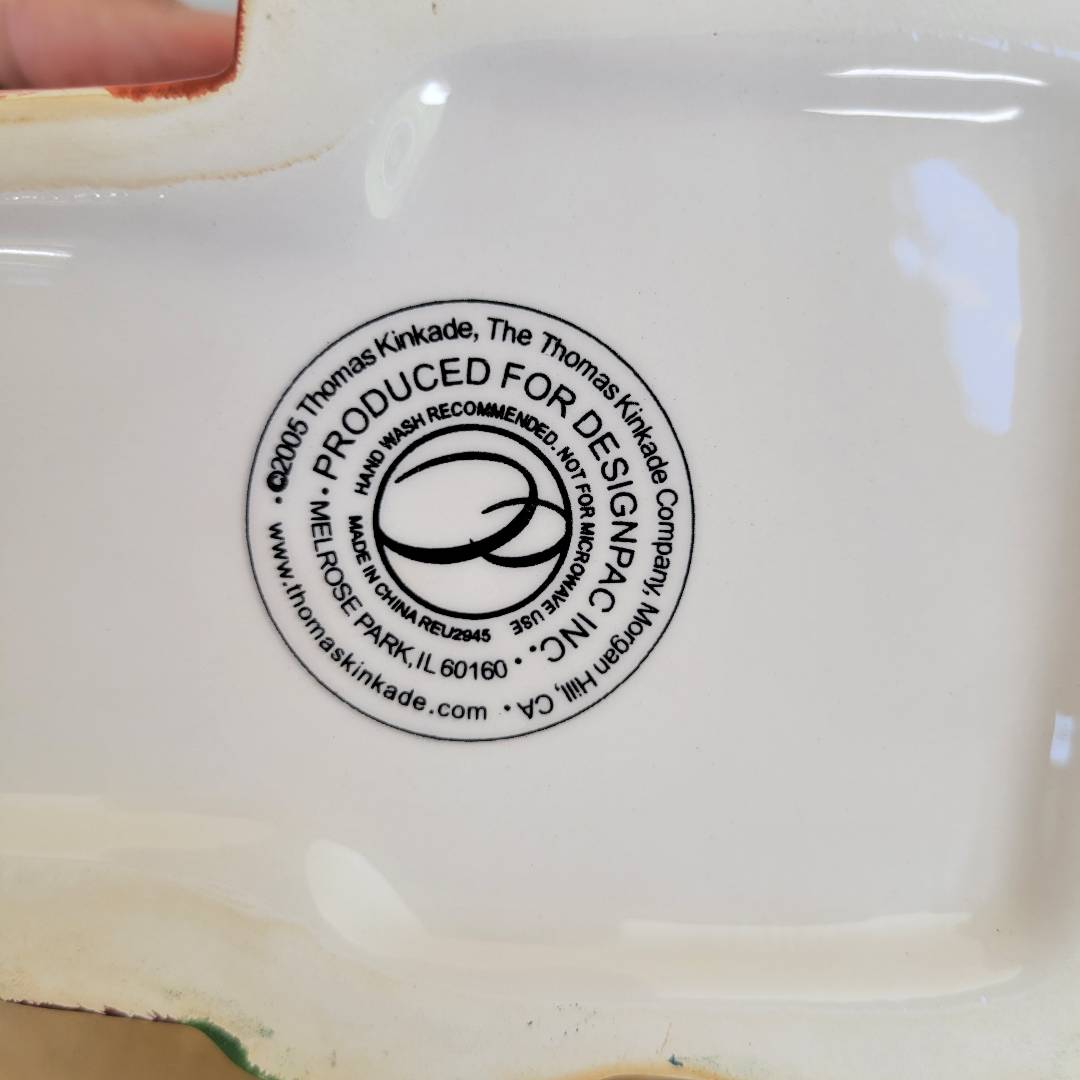 • ©2005 Thomas Kinkade, The Thomas Kinkade Company, Morgan Hill, CA •
www.thomaskinkade.com
• PRODUCED FOR DESIGNPAC INC. •
MELROSE PARK, IL 60160 •
HAND WASH RECOMMENDED. NOT FOR MICROWAVE USE
MADE IN CHINA REU2945